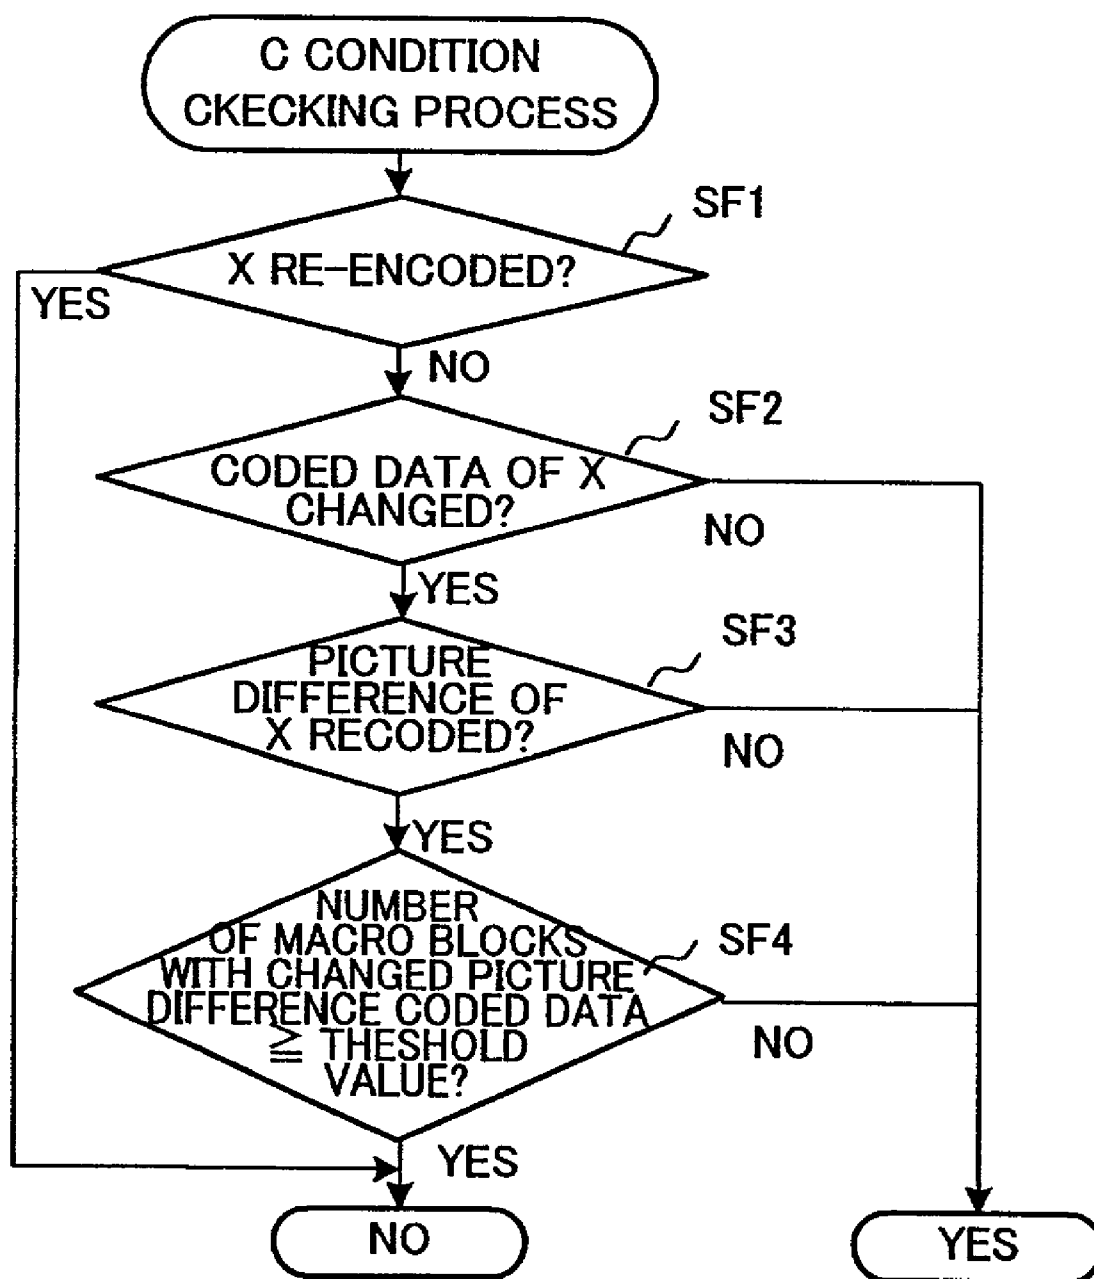 C CONDITION
CKECKING PROCESS
SF1
X RE-ENCODED?
YES
NO
SF2
CODED DATA OF X
CHANGED?
NO
YES
SF3
PICTURE
DIFFERENCE OF
X RECODED?
NO
YES
NUMBER
OF MACRO BLOCKS
SF4
WITH CHANGED PICTURE
DIFFERENCE CODED DATA
≧ THESHOLD
VALUE?
NO
YES
NO
YES